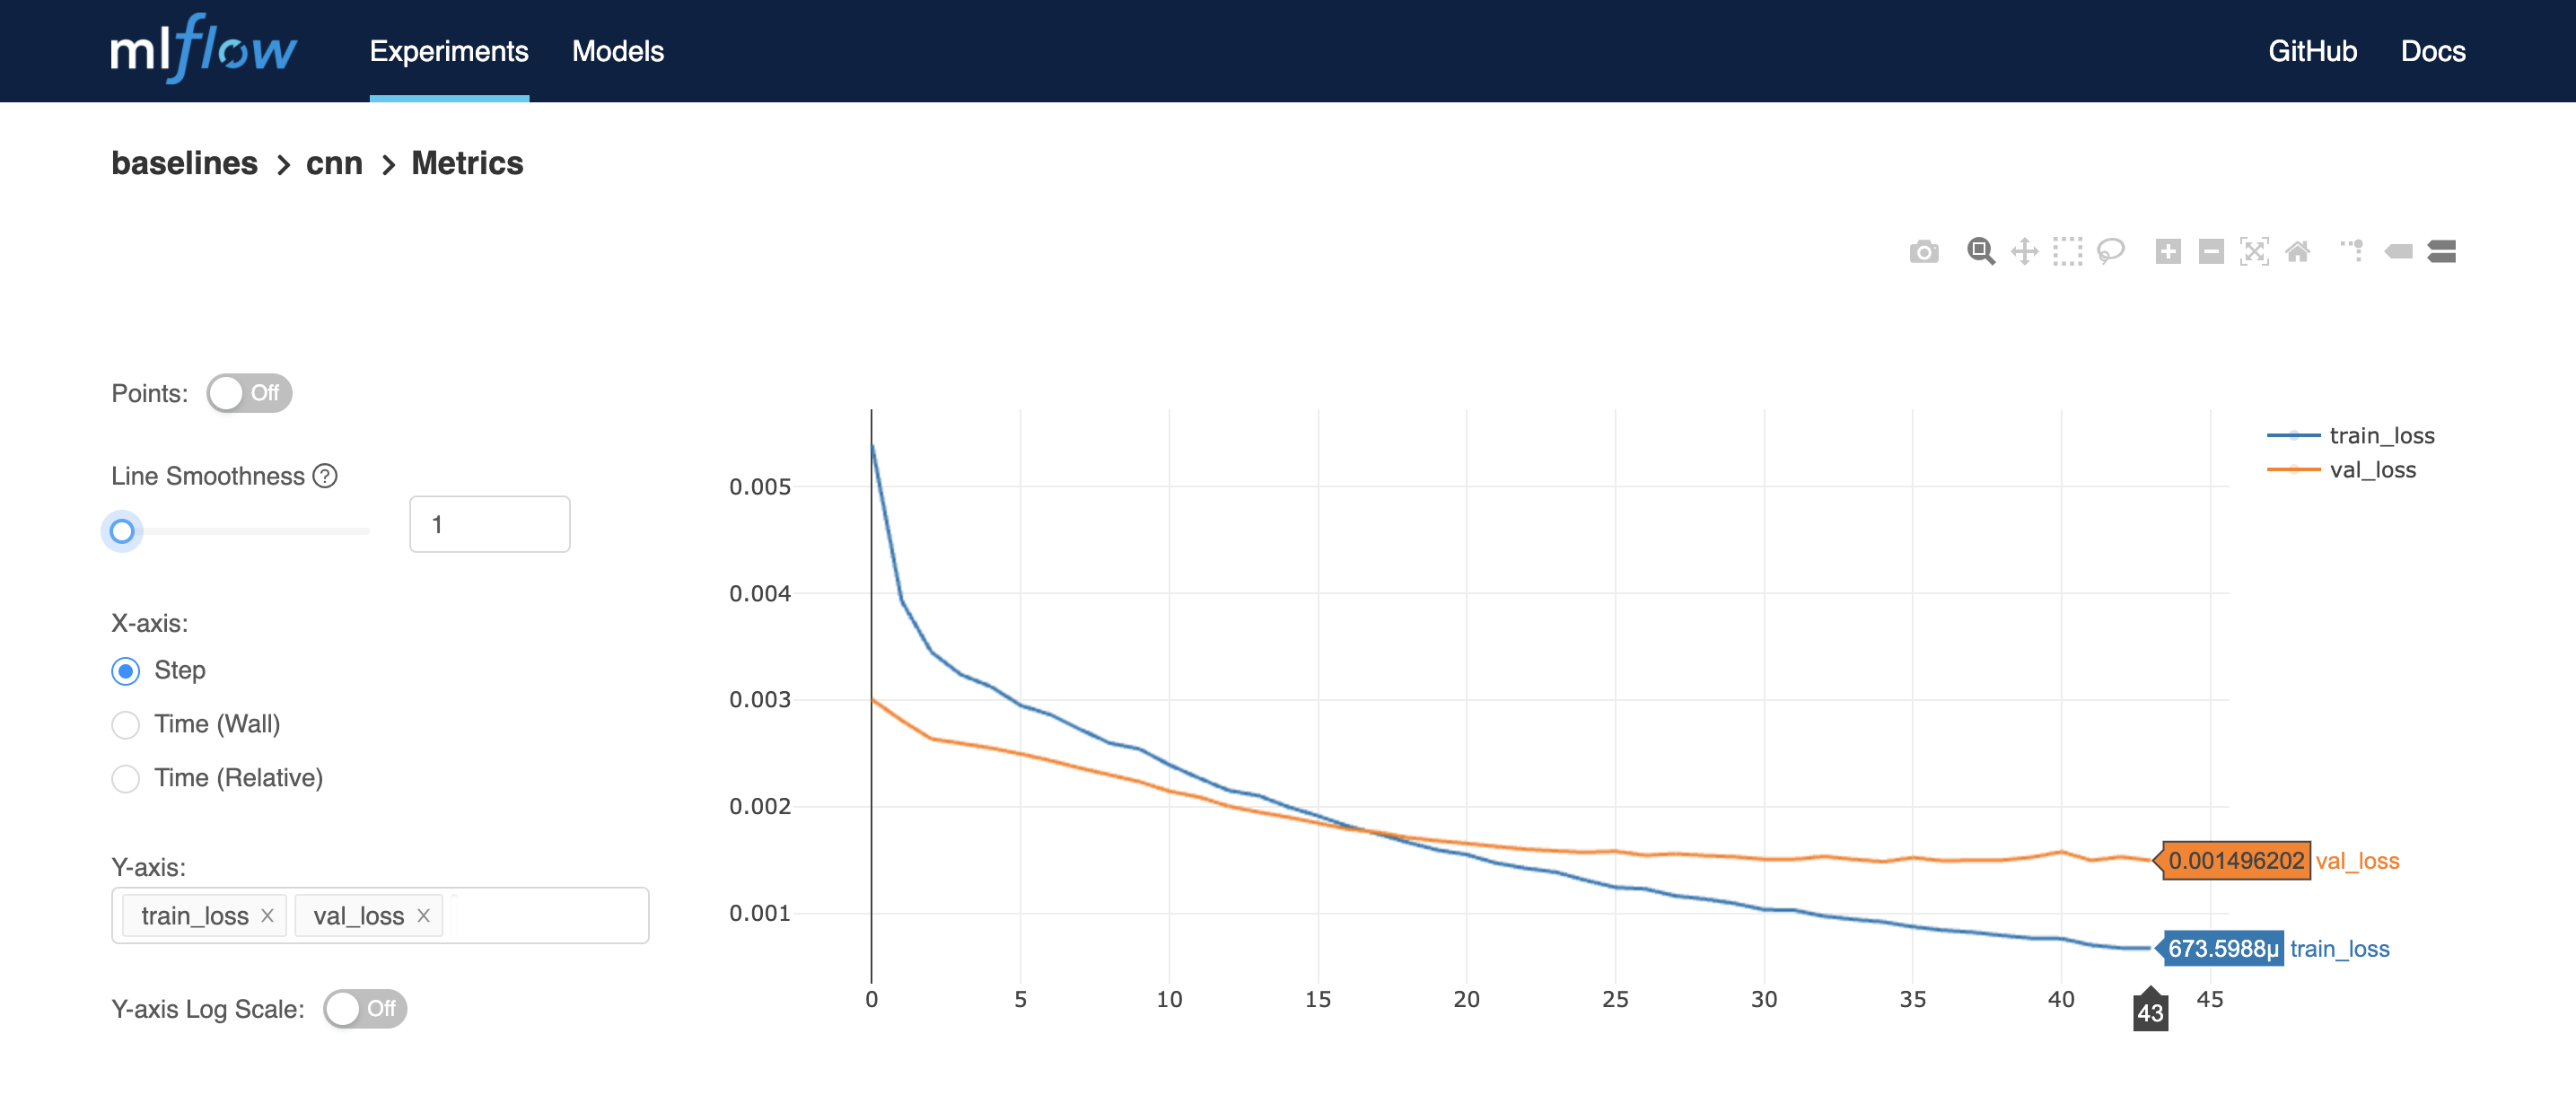 mlflow Experiments Models GitHub Docs
baselines > cnn > Metrics
Points: Off
Line Smoothness ?
1
X-axis:
Step
Time (Wall)
Time (Relative)
Y-axis:
train_loss × val_loss ×
Y-axis Log Scale: Off
train_loss
val_loss
0.005
0.004
0.003
0.002
0.001
0.001496202 val_loss
673.5988μ train_loss
0 5 10 15 20 25 30 35 40 45
43